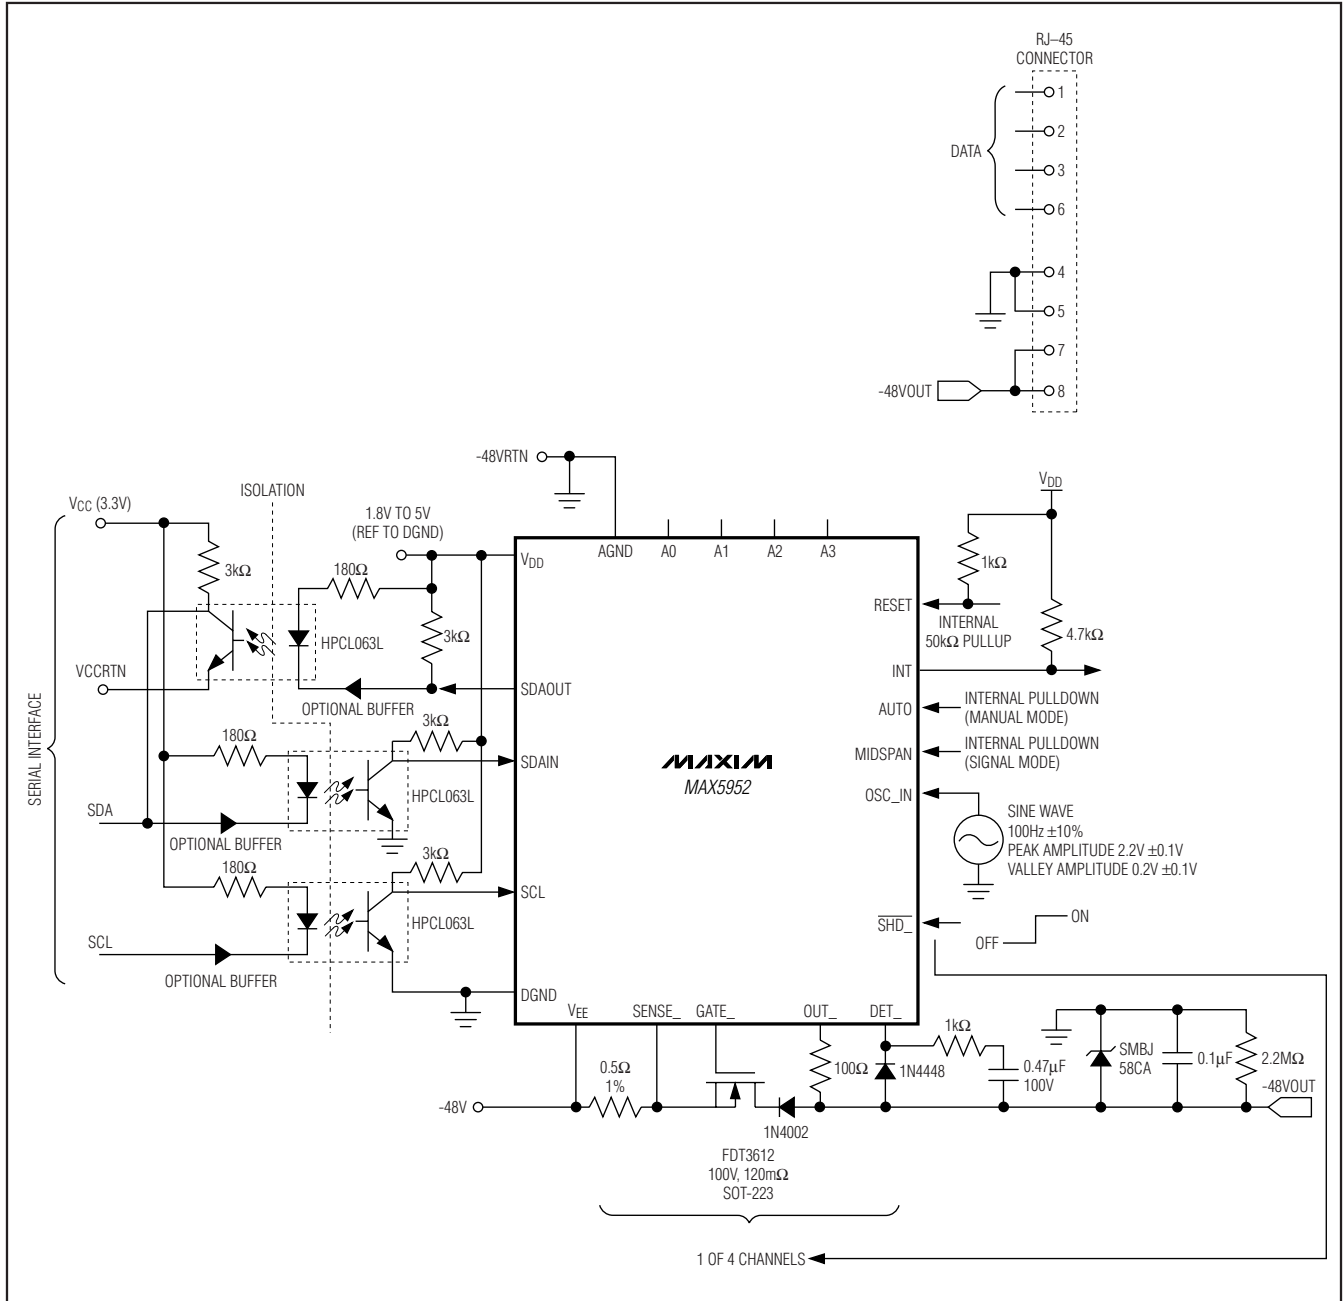 RJ–45
CONNECTOR
1
2
DATA
3
6
4
5
7
-48VOUT
8
-48VRTN
ISOLATION
VCC (3.3V)
1.8V TO 5V
(REF TO DGND)
VDD
3kΩ
180Ω
VDD
AGND
A0
A1
A2
A3
1kΩ
RESET
INTERNAL
50kΩ PULLUP
4.7kΩ
HPCL063L
3kΩ
VCCRTN
SDAOUT
INT
OPTIONAL BUFFER
AUTO
INTERNAL PULLDOWN
(MANUAL MODE)
SERIAL INTERFACE
180Ω
3kΩ
SDAIN
MAXIM
MAX5952
MIDSPAN
INTERNAL PULLDOWN
(SIGNAL MODE)
HPCL063L
OSC_IN
SDA
OPTIONAL BUFFER
SINE WAVE
100Hz ±10%
PEAK AMPLITUDE 2.2V ±0.1V
VALLEY AMPLITUDE 0.2V ±0.1V
180Ω
3kΩ
SCL
HPCL063L
SHD_
ON
OFF
SCL
OPTIONAL BUFFER
DGND
VEE
SENSE_
GATE_
OUT_
DET_
1kΩ
0.5Ω
1%
100Ω
1N4448
0.47µF
100V
SMBJ
58CA
0.1µF
2.2MΩ
-48VOUT
-48V
1N4002
FDT3612
100V, 120mΩ
SOT-223
1 OF 4 CHANNELS